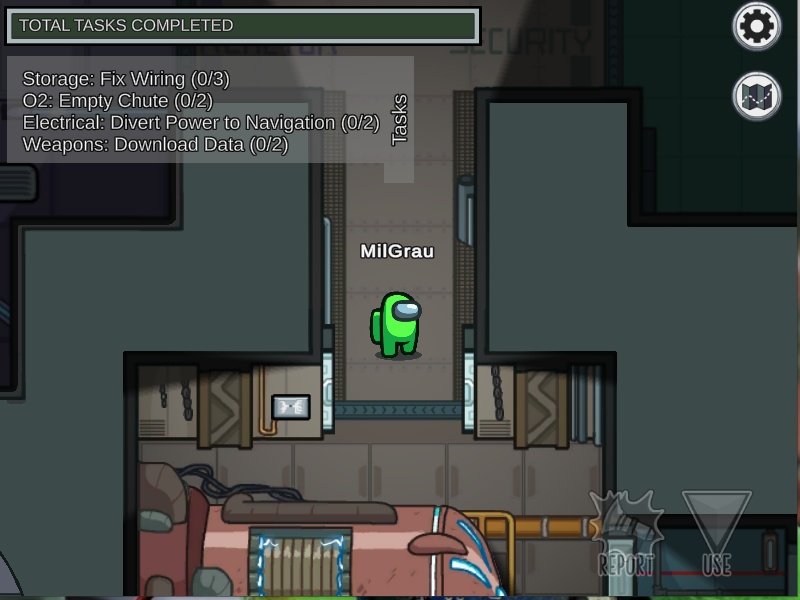 TOTAL TASKS COMPLETED
REACTOR SECURITY
Storage: Fix Wiring (0/3)
O2: Empty Chute (0/2)
Electrical: Divert Power to Navigation (0/2)
Weapons: Download Data (0/2)
Tasks
MilGrau
REPORT
USE